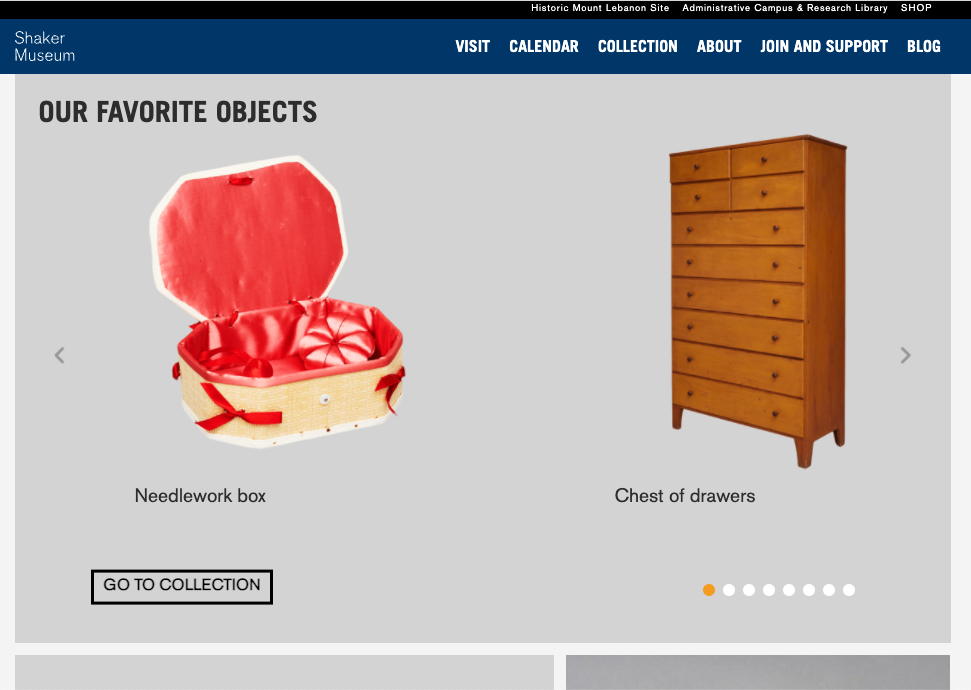 Historic Mount Lebanon Site Administrative Campus & Research Library SHOP
Shaker
Museum
VISIT CALENDAR COLLECTION ABOUT JOIN AND SUPPORT BLOG
OUR FAVORITE OBJECTS
Needlework box
Chest of drawers
GO TO COLLECTION